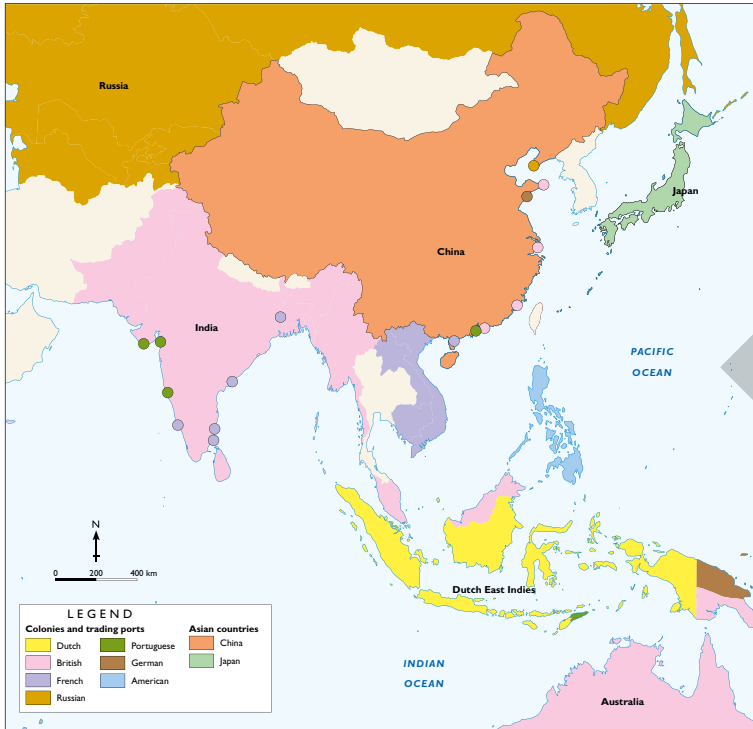 Russia
Japan
China
India
PACIFIC
OCEAN
N
0 200 400 km
Dutch East Indies
LEGEND
Colonies and trading ports
Dutch
British
French
Russian
Portuguese
German
American
Asian countries
China
Japan
INDIAN
OCEAN
Australia